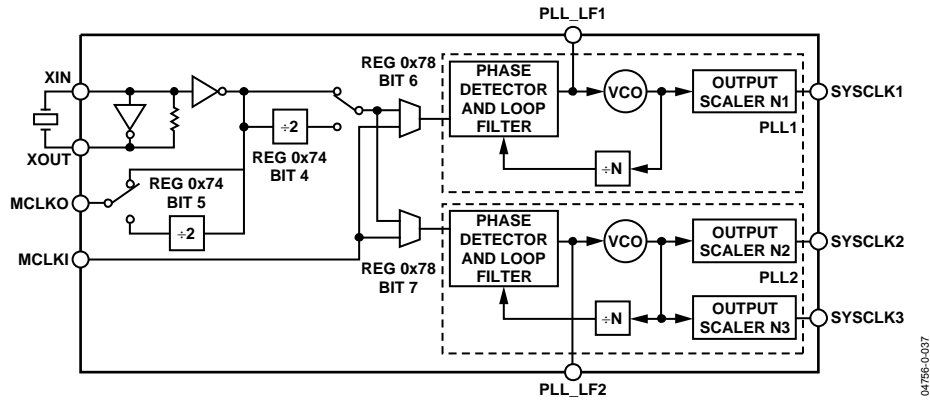 PLL_LF1
XIN
XOUT
MCLKO
MCLKI
REG 0x74
BIT 5
÷2
÷2
REG 0x74
BIT 4
REG 0x78
BIT 6
REG 0x78
BIT 7
PHASE
DETECTOR
AND LOOP
FILTER
VCO
OUTPUT
SCALER N1
÷N
PLL1
SYSCLK1
PHASE
DETECTOR
AND LOOP
FILTER
VCO
OUTPUT
SCALER N2
PLL2
÷N
OUTPUT
SCALER N3
SYSCLK2
SYSCLK3
PLL_LF2
04756-0-037